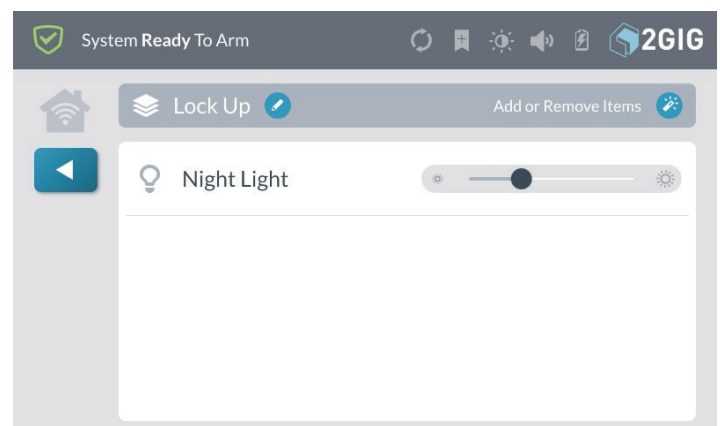 System Ready To Arm
2GIG
Lock Up
Add or Remove Items
Night Light